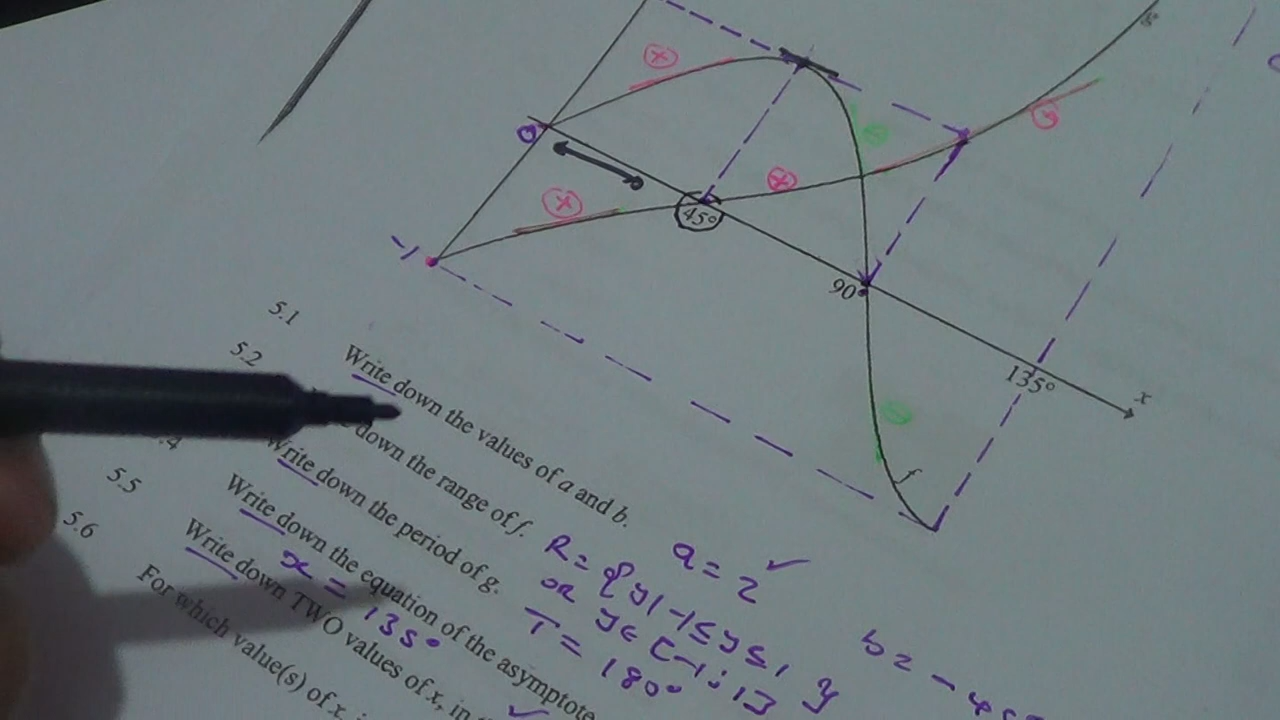 0
45°
-1
90°
135°
x
f
g
5.1 Write down the values of a and b.
a = 2 ✓
5.2 down the range of f.
R = {y | -1 ≤ y ≤ 1
or y ∈ [-1; 1]
Write down the period of g.
T = 180°
Write down the equation of the asymptote
x = 135°
5.5 Write down TWO values of x, in
5.6 For which value(s) of x,